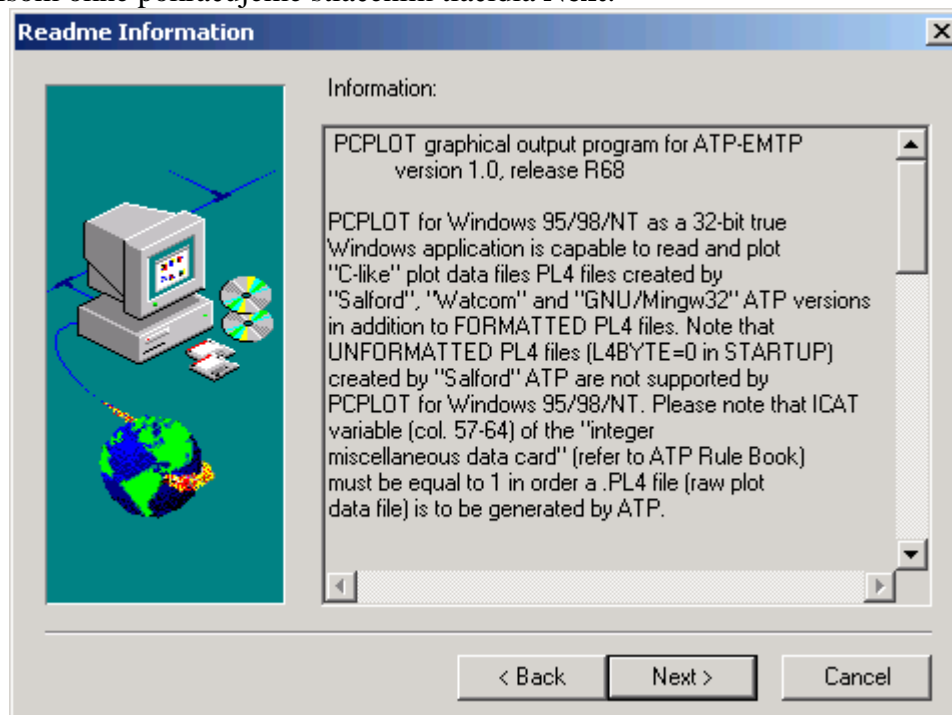 okne pokračujeme stlačením tlačidla Next.
Readme Information
Information:
PCPLOT graphical output program for ATP-EMTP
version 1.0, release R68
PCPLOT for Windows 95/98/NT as a 32-bit true
Windows application is capable to read and plot
"C-like" plot data files PL4 files created by
"Salford", "Watcom" and "GNU/Mingw32" ATP versions
in addition to FORMATTED PL4 files. Note that
UNFORMATTED PL4 files (L4BYTE=0 in STARTUP)
created by "Salford" ATP are not supported by
PCPLOT for Windows 95/98/NT. Please note that ICAT
variable (col. 57-64) of the "integer
miscellaneous data card" (refer to ATP Rule Book)
must be equal to 1 in order a .PL4 file (raw plot
data file) is to be generated by ATP.
< Back
Next >
Cancel